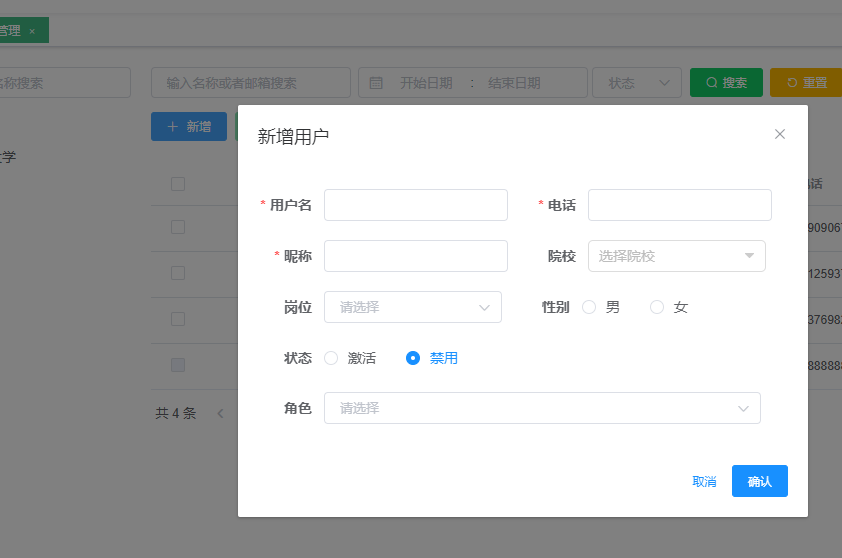 管理 ×
名称搜索 输入名称或者邮箱搜索 开始日期 : 结束日期 状态 搜索 重置
+ 新增
新增用户
学
电话
* 用户名 * 电话
* 昵称 院校 选择院校
岗位 请选择 性别 男 女
状态 激活 禁用
角色 请选择
共 4 条
取消 确认